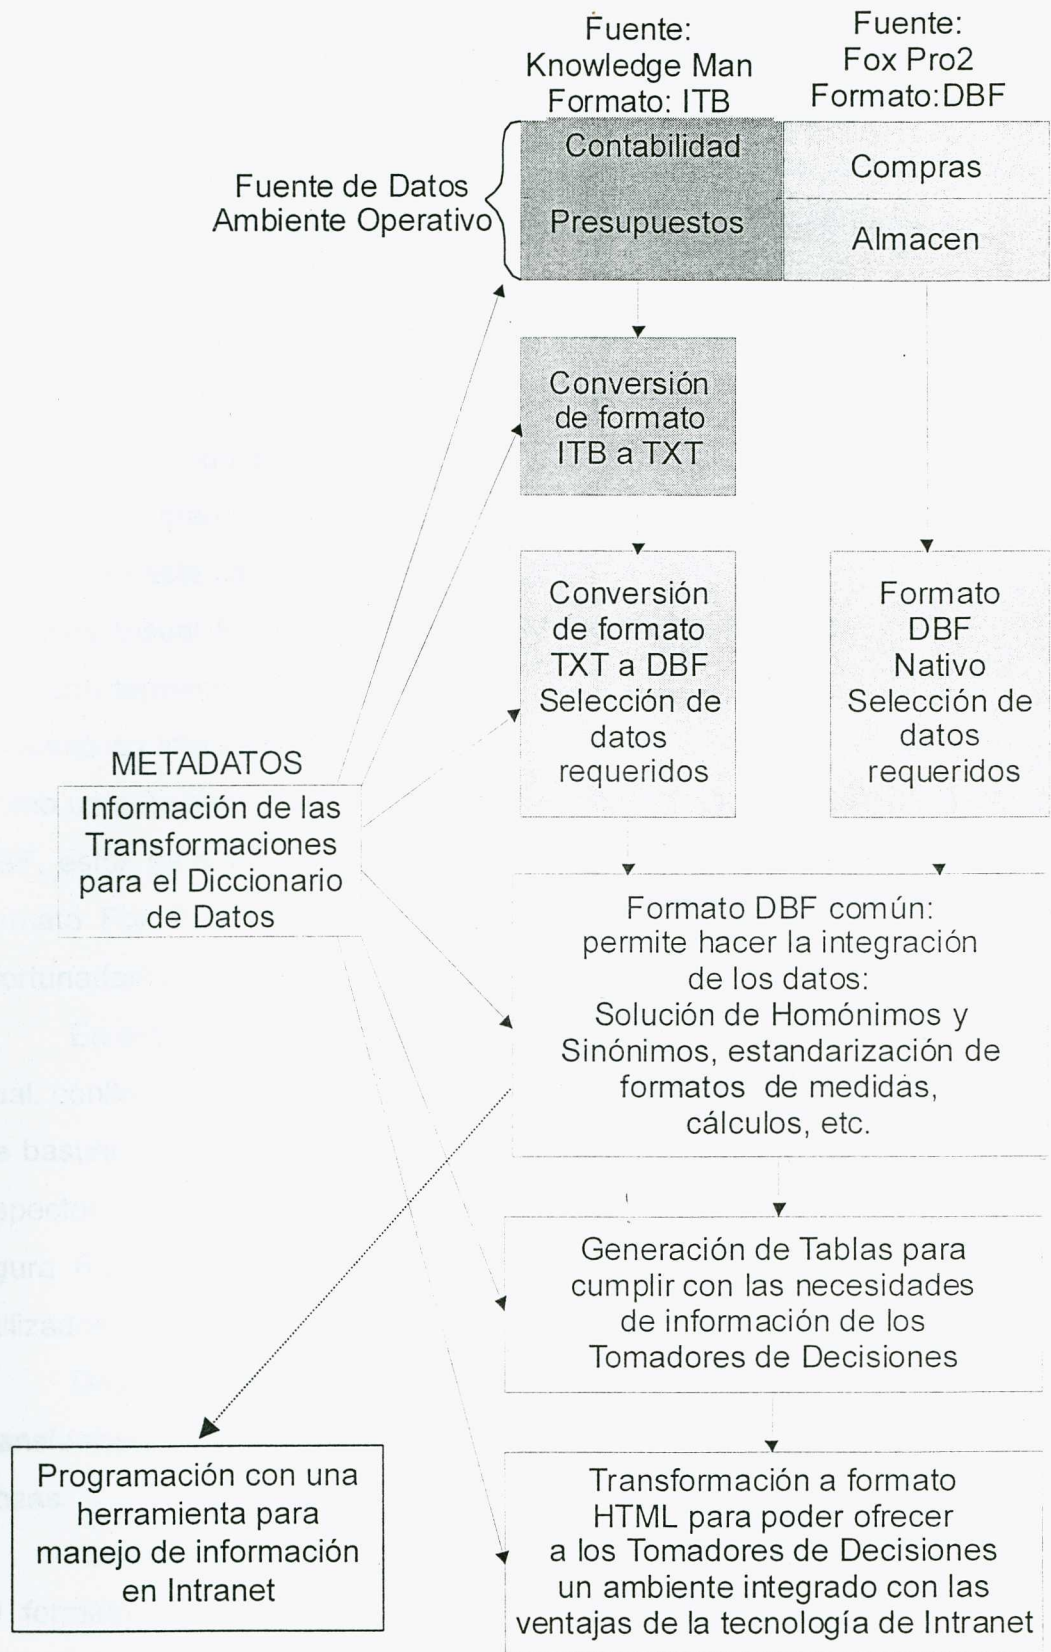 Fuente:
Knowledge Man
Formato: ITB
Fuente:
Fox Pro2
Formato:DBF
Fuente de Datos
Ambiente Operativo
Contabilidad
Presupuestos
Compras
Almacen
Conversión
de formato
ITB a TXT
Conversión
de formato
TXT a DBF
Selección de
datos
requeridos
Formato
DBF
Nativo
Selección de
datos
requeridos
METADATOS
Información de las
Transformaciones
para el Diccionario
de Datos
Formato DBF común:
permite hacer la integración
de los datos:
Solución de Homónimos y
Sinónimos, estandarización de
formatos de medidas,
cálculos, etc.
Generación de Tablas para
cumplir con las necesidades
de información de los
Tomadores de Decisiones
Programación con una
herramienta para
manejo de información
en Intranet
Transformación a formato
HTML para poder ofrecer
a los Tomadores de Decisiones
un ambiente integrado con las
ventajas de la tecnología de Intranet